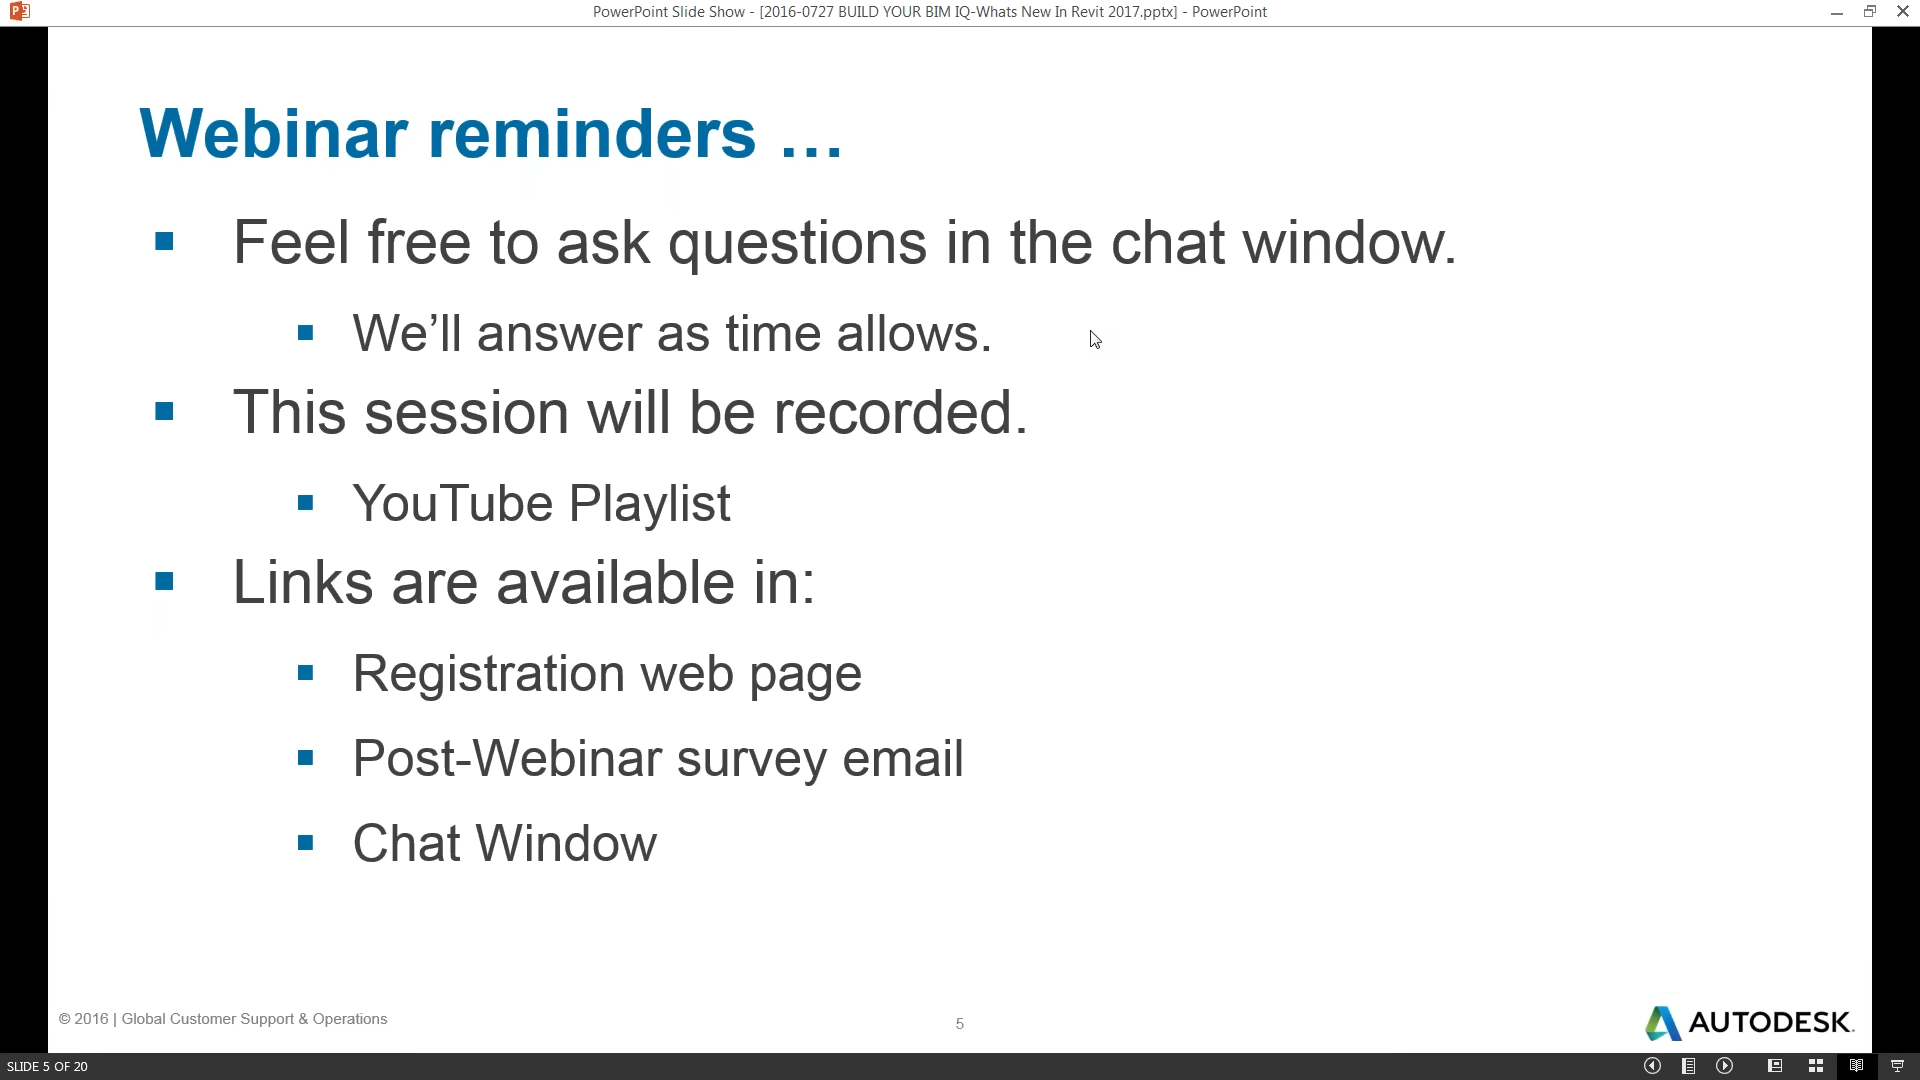 PowerPoint Slide Show - [2016-0727 BUILD YOUR BIM IQ-Whats New In Revit 2017.pptx] - PowerPoint
Webinar reminders …
Feel free to ask questions in the chat window.
We’ll answer as time allows.
This session will be recorded.
YouTube Playlist
Links are available in:
Registration web page
Post-Webinar survey email
Chat Window
© 2016 | Global Customer Support & Operations
5
AUTODESK.
SLIDE 5 OF 20